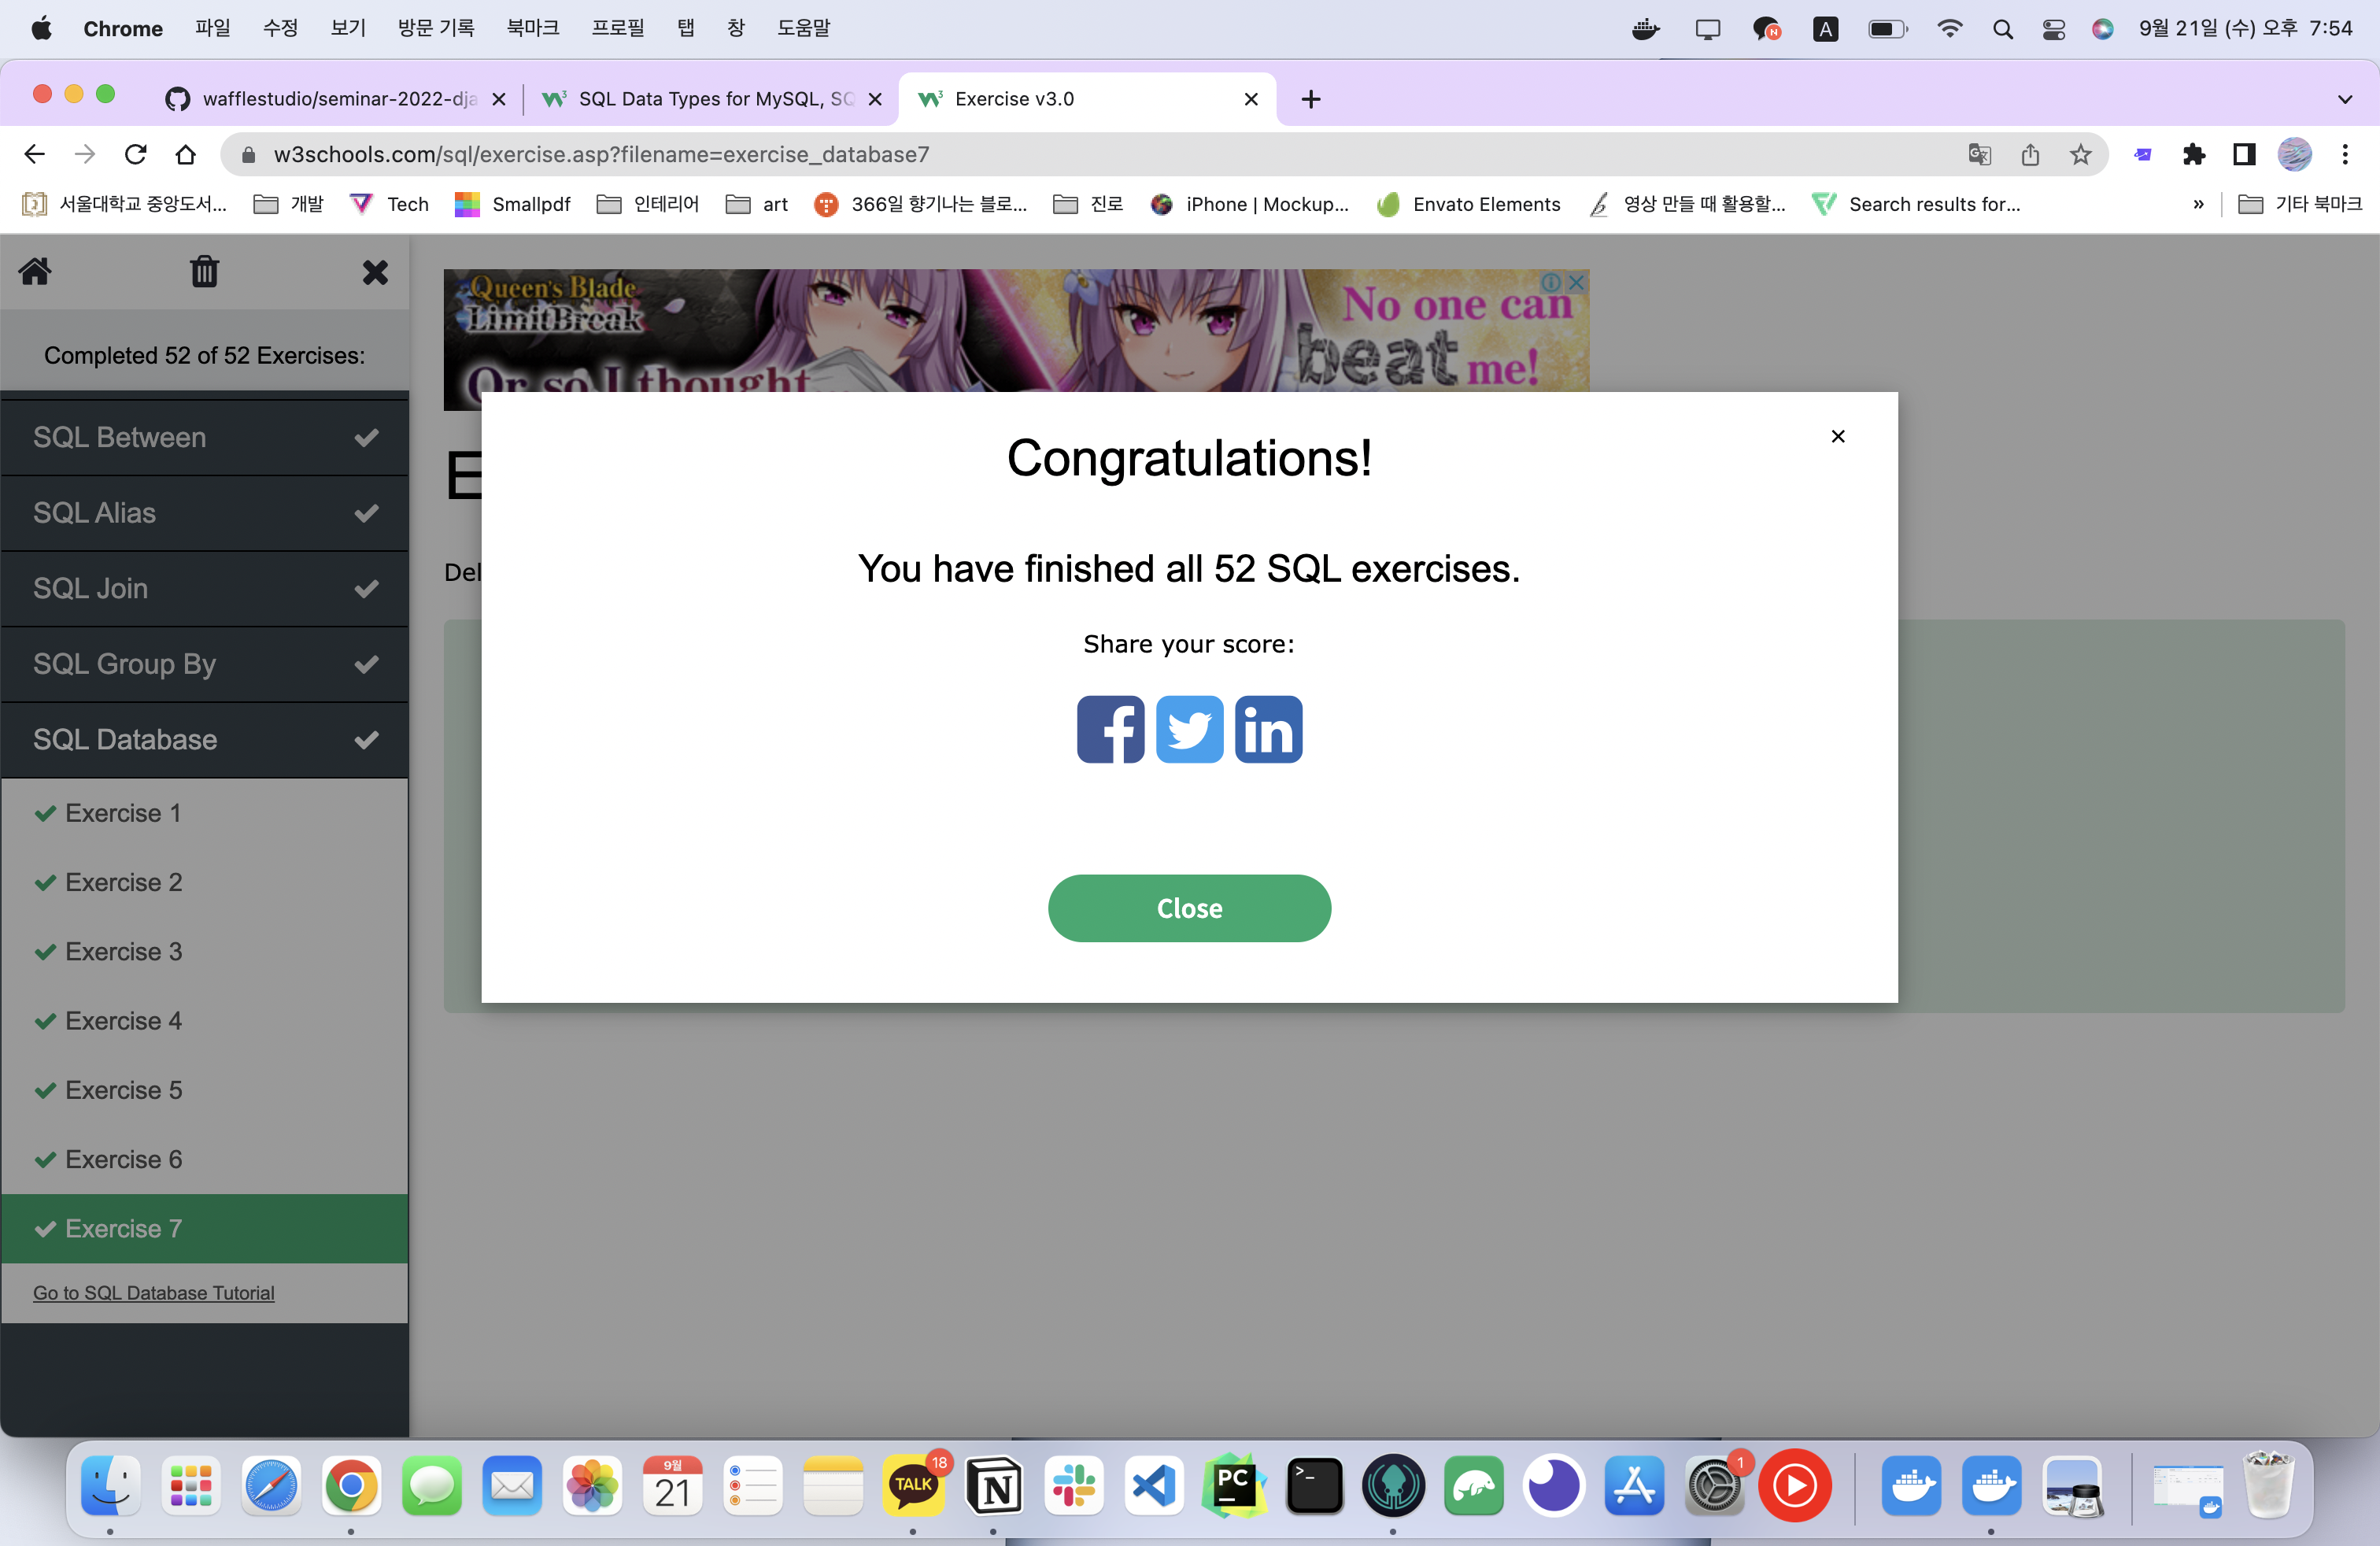 Chrome 파일 수정 보기 방문 기록 북마크 프로필 탭 창 도움말 A 9월 21일 (수) 오후 7:54
wafflestudio/seminar-2022-dja SQL Data Types for MySQL, SQ Exercise v3.0
w3schools.com/sql/exercise.asp?filename=exercise_database7
서울대학교 중앙도서... 개발 Tech Smallpdf 인테리어 art 366일 향기나는 블로... 진로 iPhone | Mockup... Envato Elements 영상 만들 때 활용할... Search results for... » 기타 북마크
Completed 52 of 52 Exercises:
SQL Between
SQL Alias
SQL Join
SQL Group By
SQL Database
Exercise 1
Exercise 2
Exercise 3
Exercise 4
Exercise 5
Exercise 6
Exercise 7
Go to SQL Database Tutorial
Queen's Blade
LimitBreak
Or so I thought
No one can
beat me!
E
Del
Congratulations!
You have finished all 52 SQL exercises.
Share your score:
Close
9월
21
TALK
18
PC
1